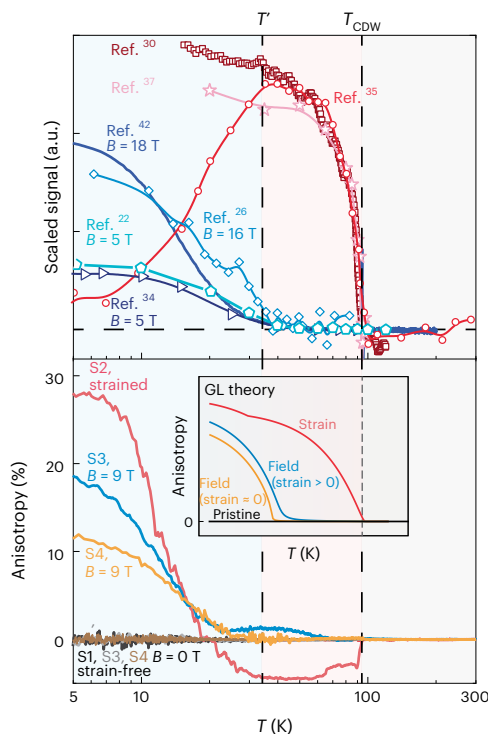 T′ T_CDW
Ref. 30
Ref. 37
Ref. 35
Ref. 42
B = 18 T
Ref. 22
B = 5 T
Ref. 26
B = 16 T
Ref. 34
B = 5 T
Scaled signal (a.u.)
S2,
strained
S3,
B = 9 T
S4,
B = 9 T
S1, S3, S4 B = 0 T
strain-free
GL theory
Strain
Field
(strain > 0)
Field
(strain = 0)
Pristine
Anisotropy
0
T (K)
Anisotropy (%)
30
20
10
0
5 10 100 300
T (K)